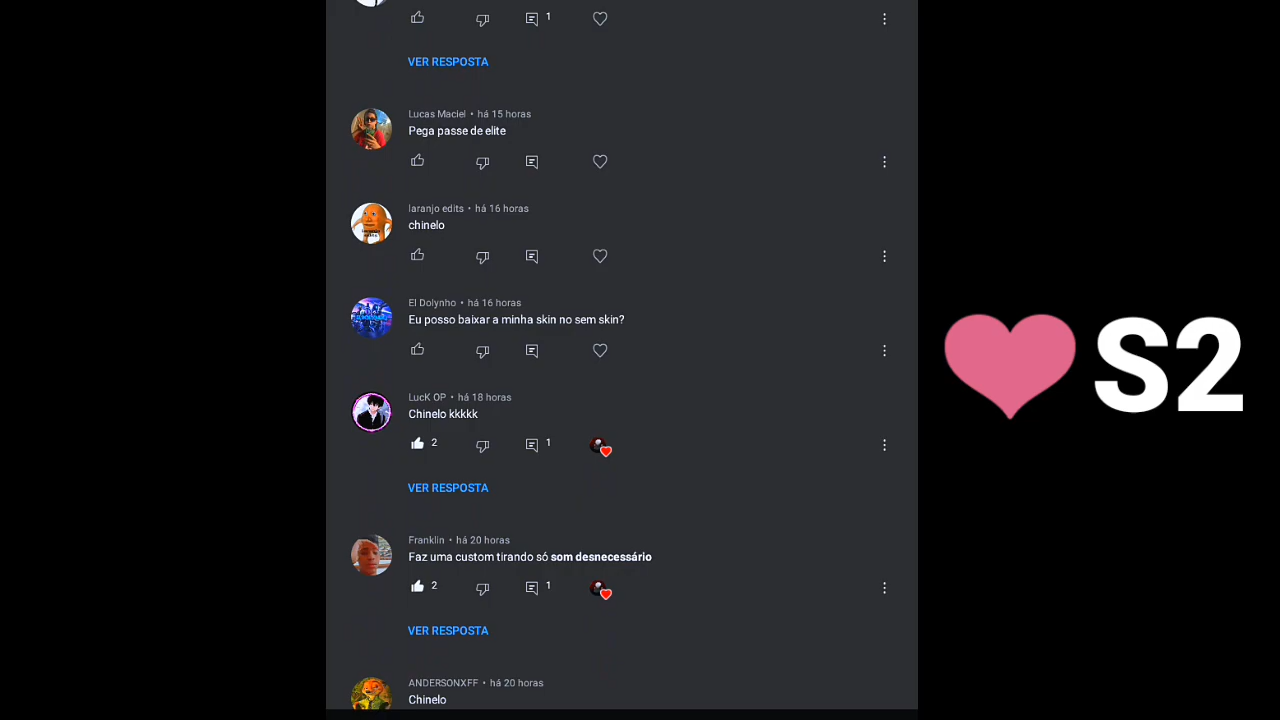 1
VER RESPOSTA
Lucas Maciel • há 15 horas
Pega passe de elite
laranjo edits • há 16 horas
chinelo
El Dolynho • há 16 horas
Eu posso baixar a minha skin no sem skin?
LucK OP • há 18 horas
Chinelo kkkkk
2 1
VER RESPOSTA
Franklin • há 20 horas
Faz uma custom tirando só som desnecessário
2 1
VER RESPOSTA
ANDERSONXFF • há 20 horas
Chinelo
S2